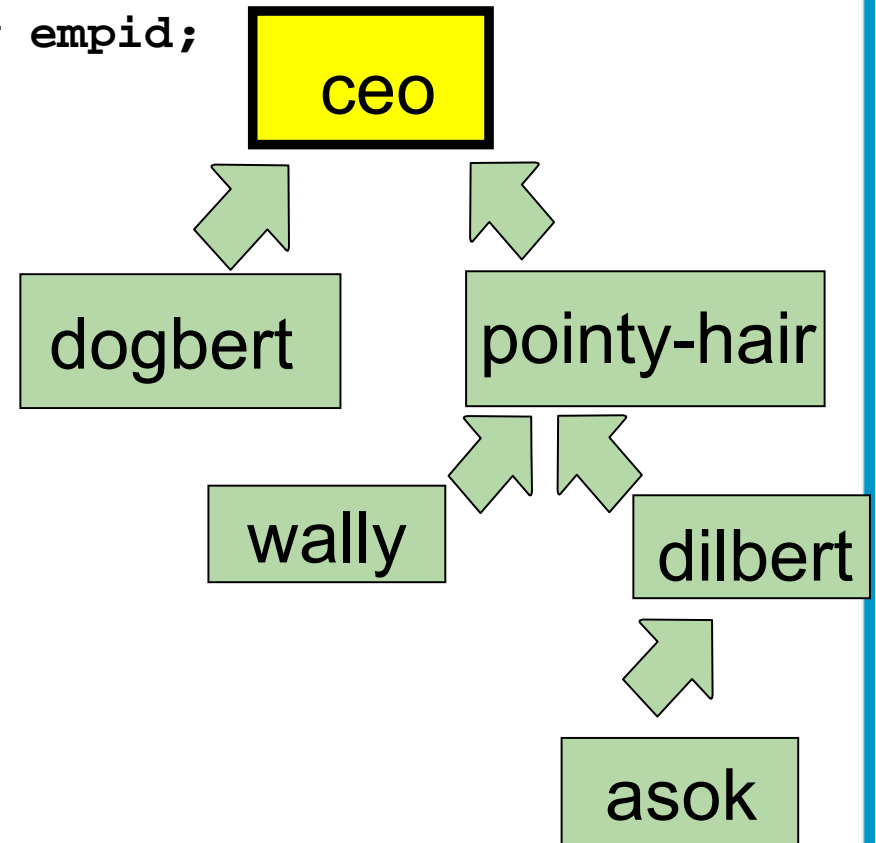 empid;
ceo
dogbert
pointy-hair
wally
dilbert
asok